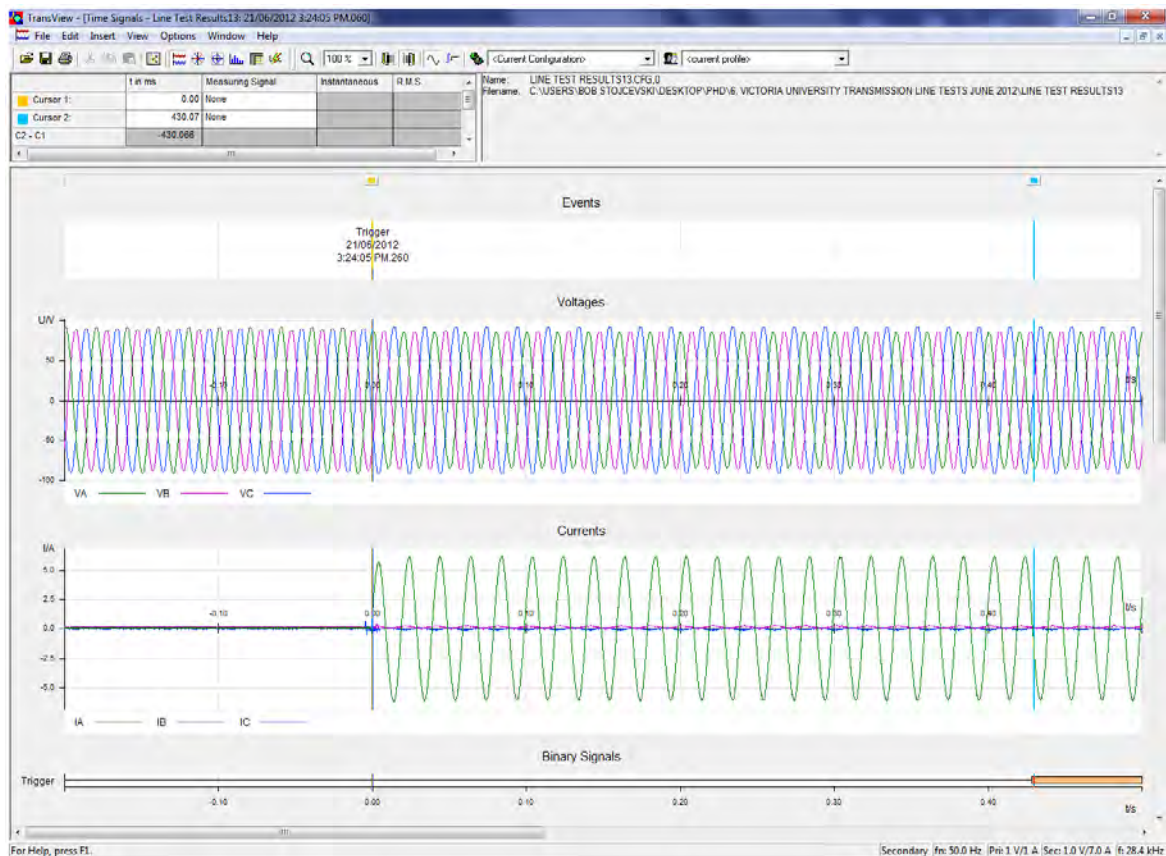 TransView - [Time Signals - Line Test Results13: 21/06/2012 3:24:05 PM.060]
File Edit Insert View Options Window Help
100 % <Current Configuration> <current profile>
t in ms Measuring Signal Instantaneous R.M.S.
Cursor 1: 0.00 None
Cursor 2: 430.07 None
C2 - C1 -430.066
Name: LINE TEST RESULTS13.CFG,0
Filename: C:\USERS\BOB STOJCEVSKI\DESKTOP\PHD\6. VICTORIA UNIVERSITY TRANSMISSION LINE TESTS JUNE 2012\LINE TEST RESULTS13
Events
Trigger
21/06/2012
3:24:05 PM.260
Voltages
U/V
50
-0.10 0.00 0.10 0.20 0.30 0.40 t/s
0
-50
-100
VA VB VC
Currents
I/A
5.0
2.5
-0.10 0.00 0.10 0.20 0.30 0.40 t/s
0.0
-2.5
-5.0
IA IB IC
Binary Signals
Trigger
-0.10 0.00 0.10 0.20 0.30 0.40 t/s
For Help, press F1.
Secondary fn: 50.0 Hz Pri: 1 V/1 A Sec: 1.0 V/7.0 A f: 28.4 kHz